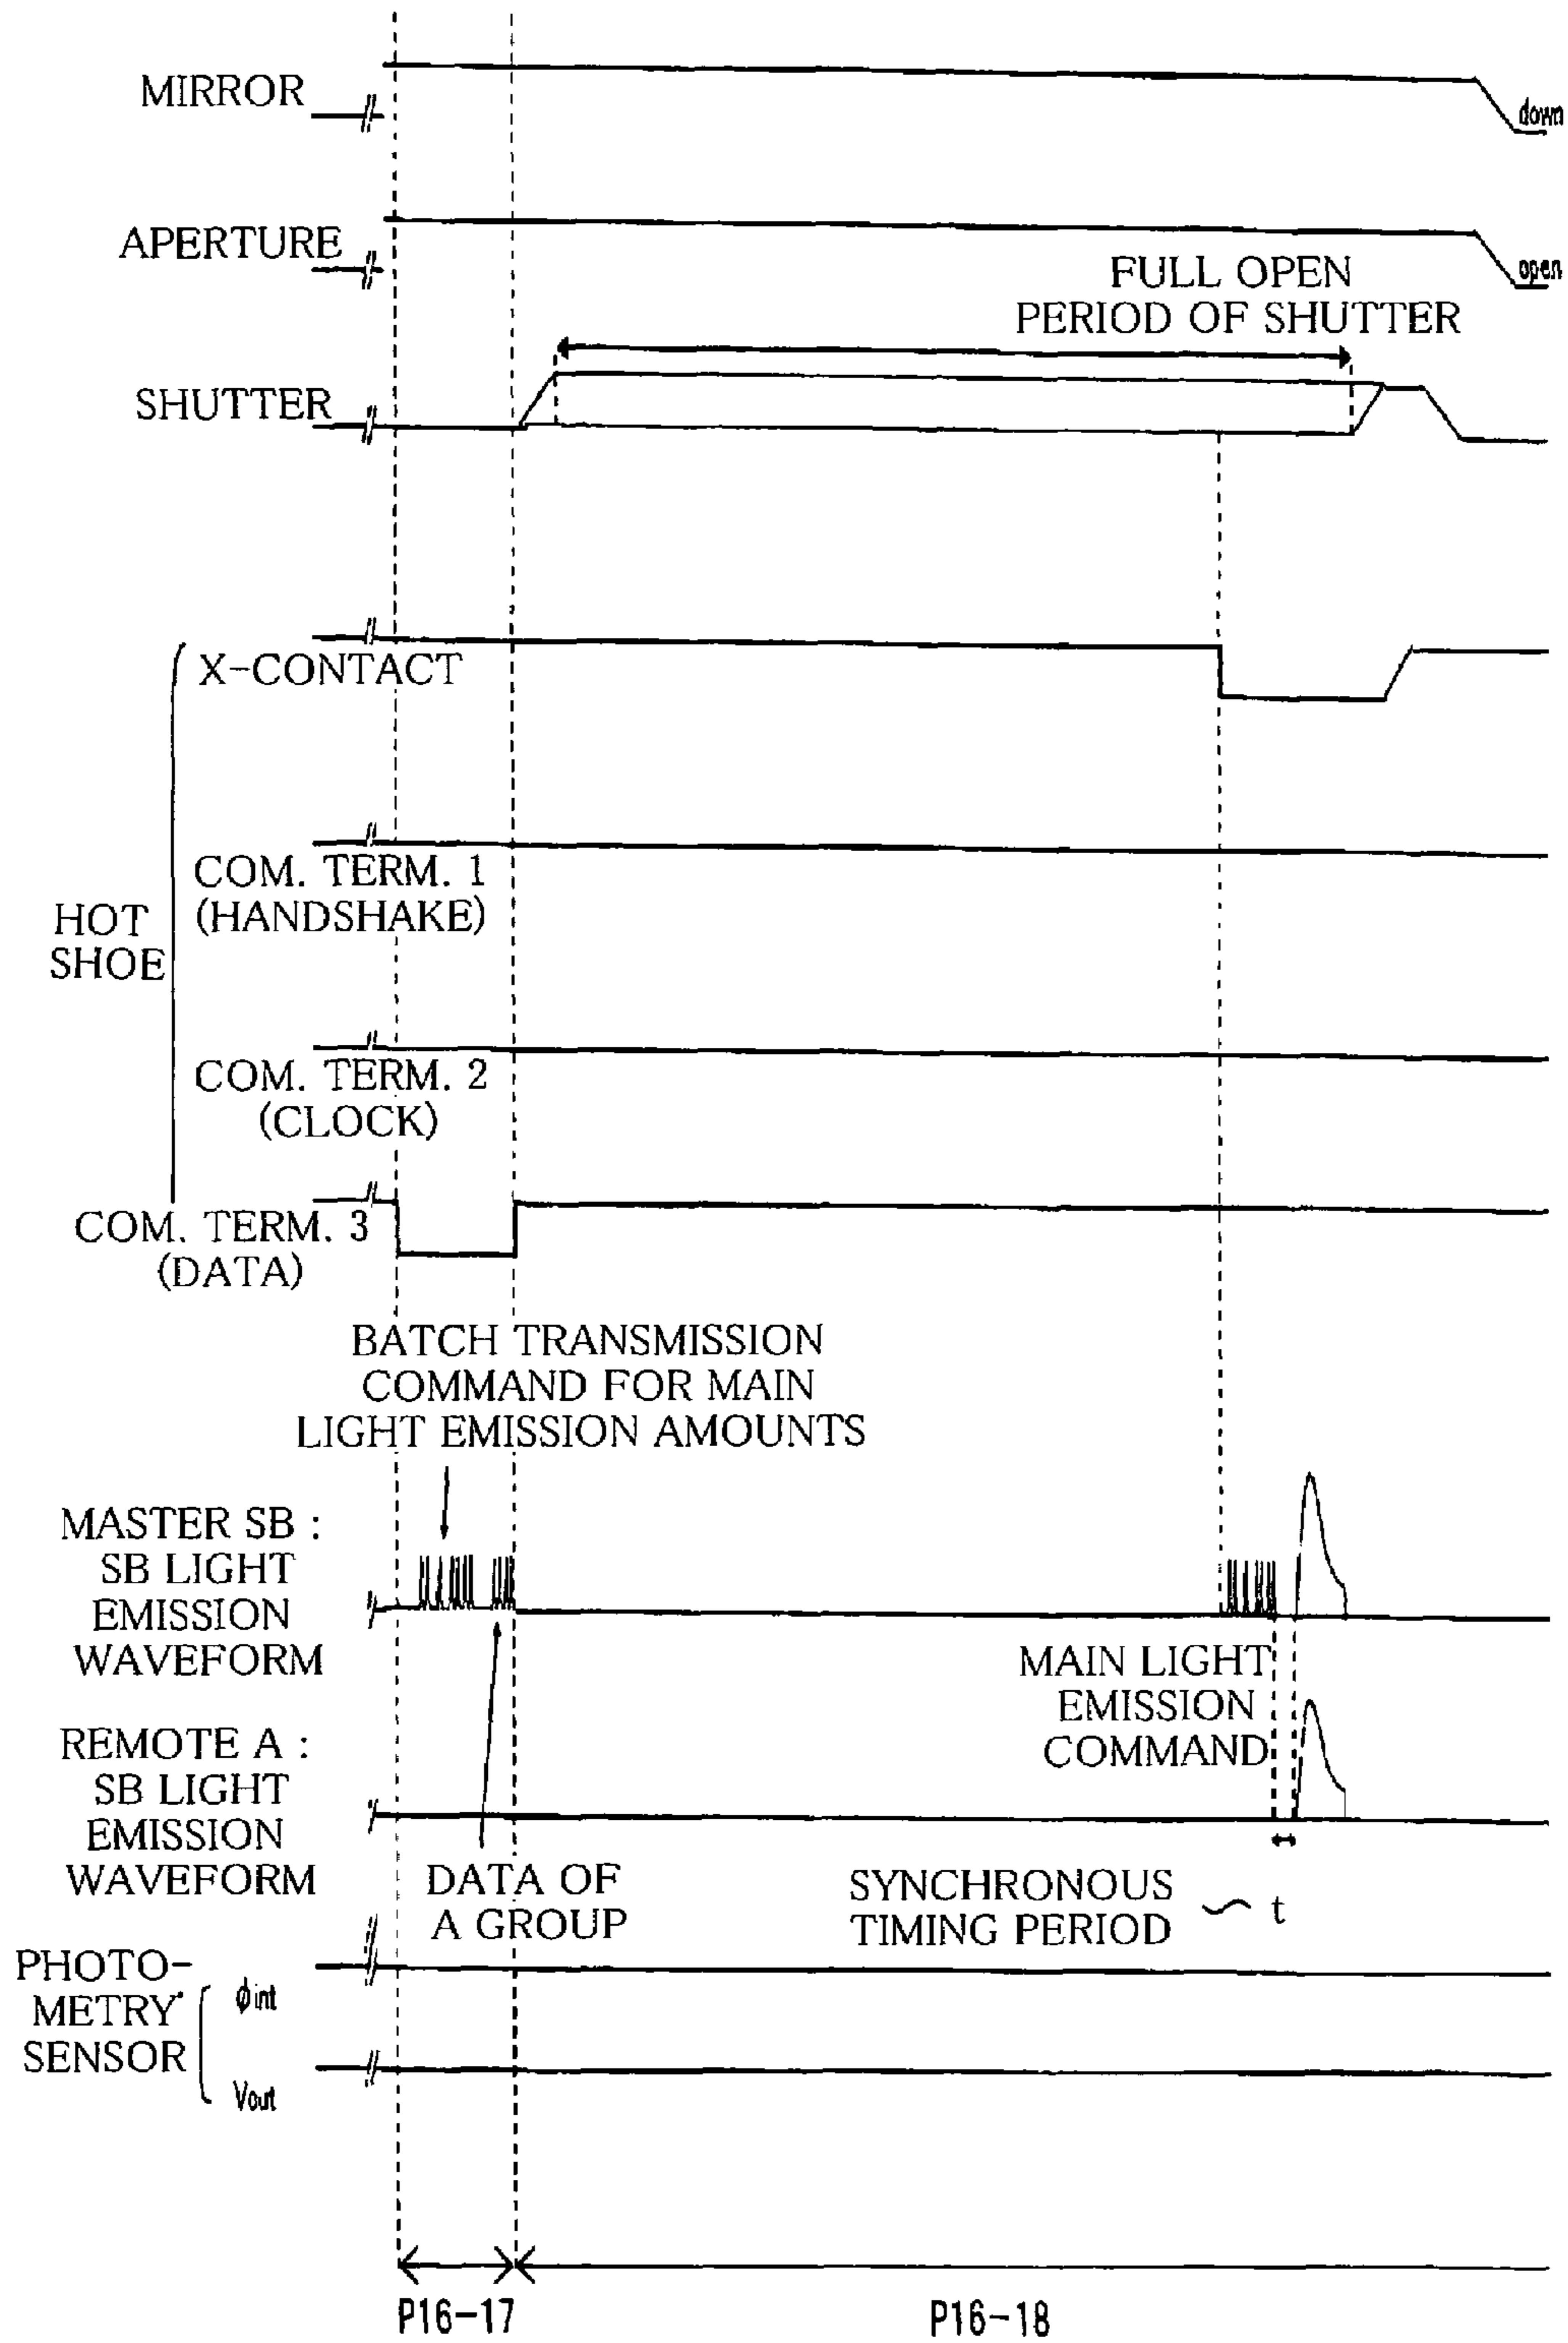 MIRROR
down
APERTURE
open
FULL OPEN
PERIOD OF SHUTTER
SHUTTER
X-CONTACT
COM. TERM. 1
(HANDSHAKE)
HOT
SHOE
COM. TERM. 2
(CLOCK)
COM. TERM. 3
(DATA)
BATCH TRANSMISSION
COMMAND FOR MAIN
LIGHT EMISSION AMOUNTS
MASTER SB :
SB LIGHT
EMISSION
WAVEFORM
MAIN LIGHT
EMISSION
COMMAND
REMOTE A :
SB LIGHT
EMISSION
WAVEFORM
DATA OF
A GROUP
SYNCHRONOUS
TIMING PERIOD
t
PHOTO-
METRY
SENSOR
ϕint
Vout
P16-17
P16-18